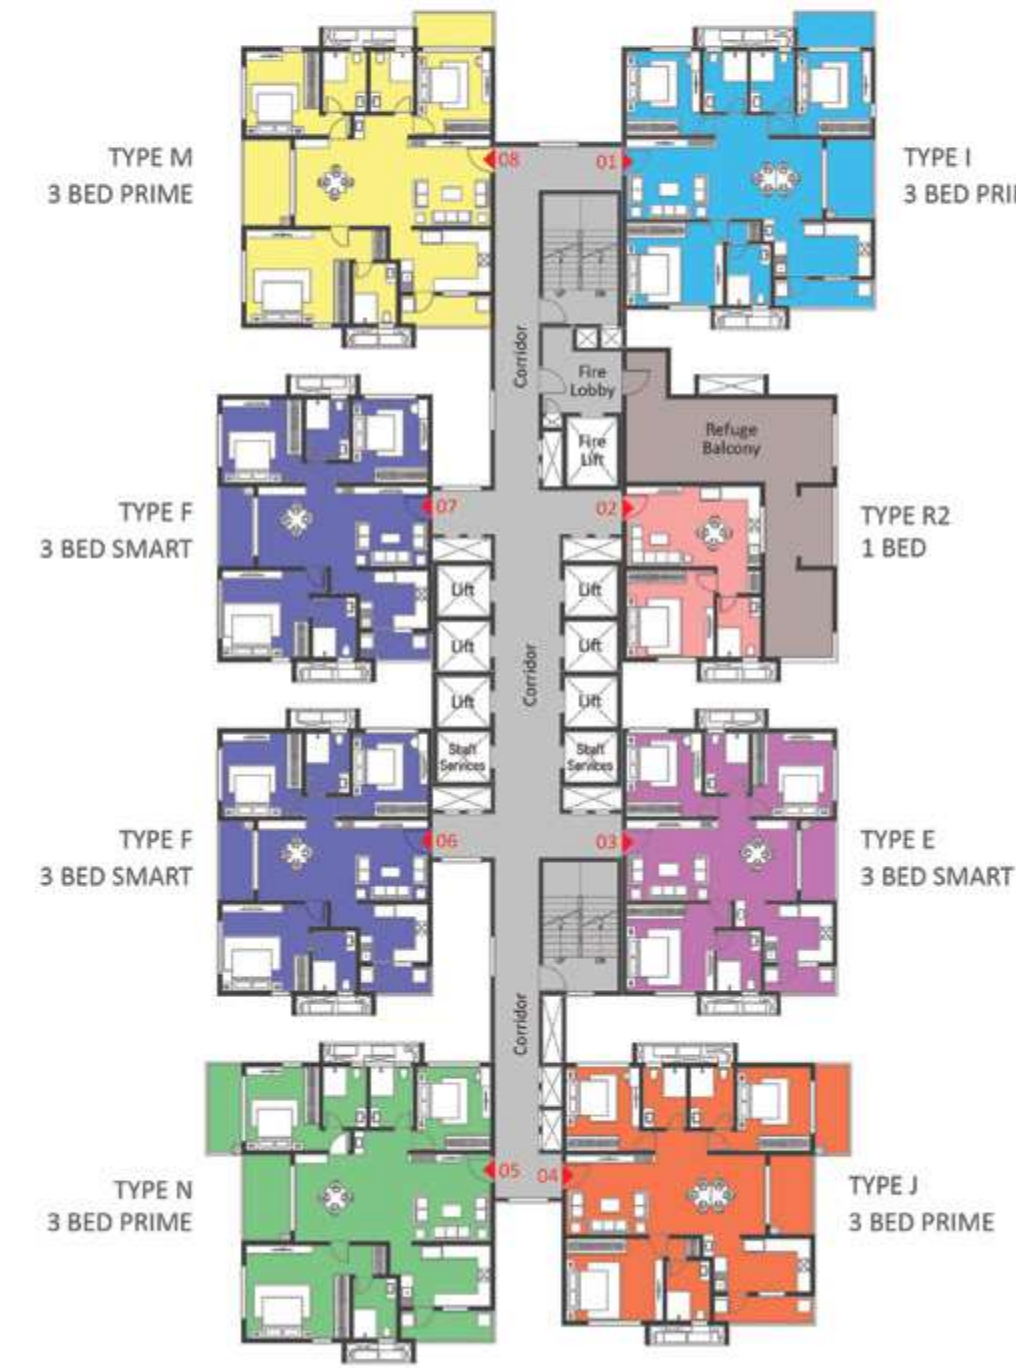 TYPE M
3 BED PRIME
08
01
TYPE I
3 BED PRI
Corridor
Fire
Lobby
Fire
Lift
Refuge
Balcony
TYPE F
3 BED SMART
07
02
TYPE R2
1 BED
Lift
Lift
Lift
Lift
Lift
Lift
Corridor
Shaft
Services
Shaft
Services
TYPE F
3 BED SMART
06
03
TYPE E
3 BED SMART
Corridor
TYPE N
3 BED PRIME
05
04
TYPE J
3 BED PRIME